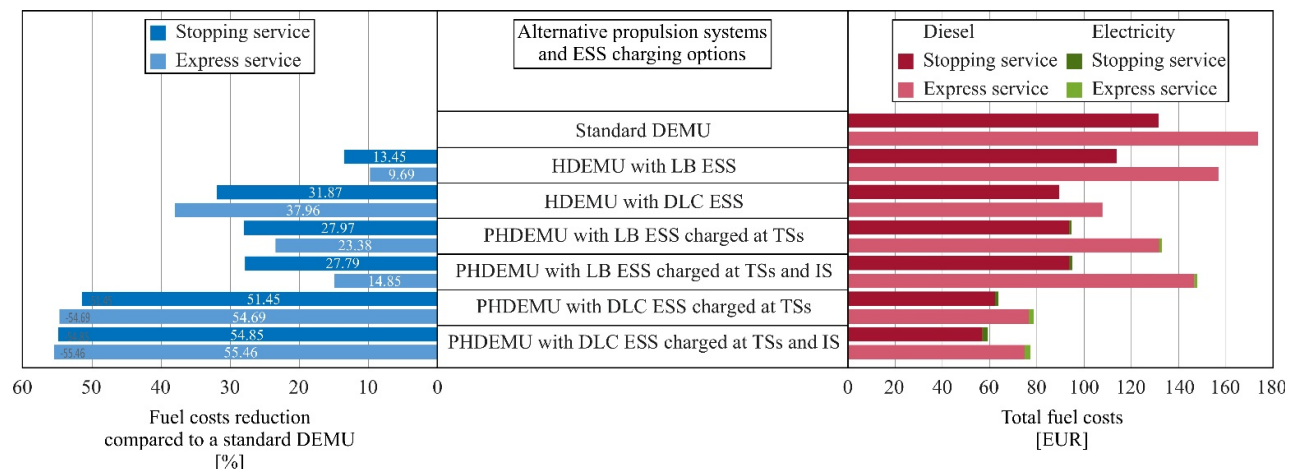 Stopping service
Express service
Alternative propulsion systems
and ESS charging options
Diesel Electricity
Stopping service Stopping service
Express service Express service
Standard DEMU
13.45
HDEMU with LB ESS
9.69
31.87
HDEMU with DLC ESS
37.96
27.97
PHDEMU with LB ESS charged at TSs
23.38
27.79
PHDEMU with LB ESS charged at TSs and IS
14.85
51.45
PHDEMU with DLC ESS charged at TSs
-54.69 54.69
54.85
PHDEMU with DLC ESS charged at TSs and IS
-55.46 55.46
60 50 40 30 20 10 0 0 20 40 60 80 100 120 140 160 180
Fuel costs reduction
compared to a standard DEMU
[%]
Total fuel costs
[EUR]